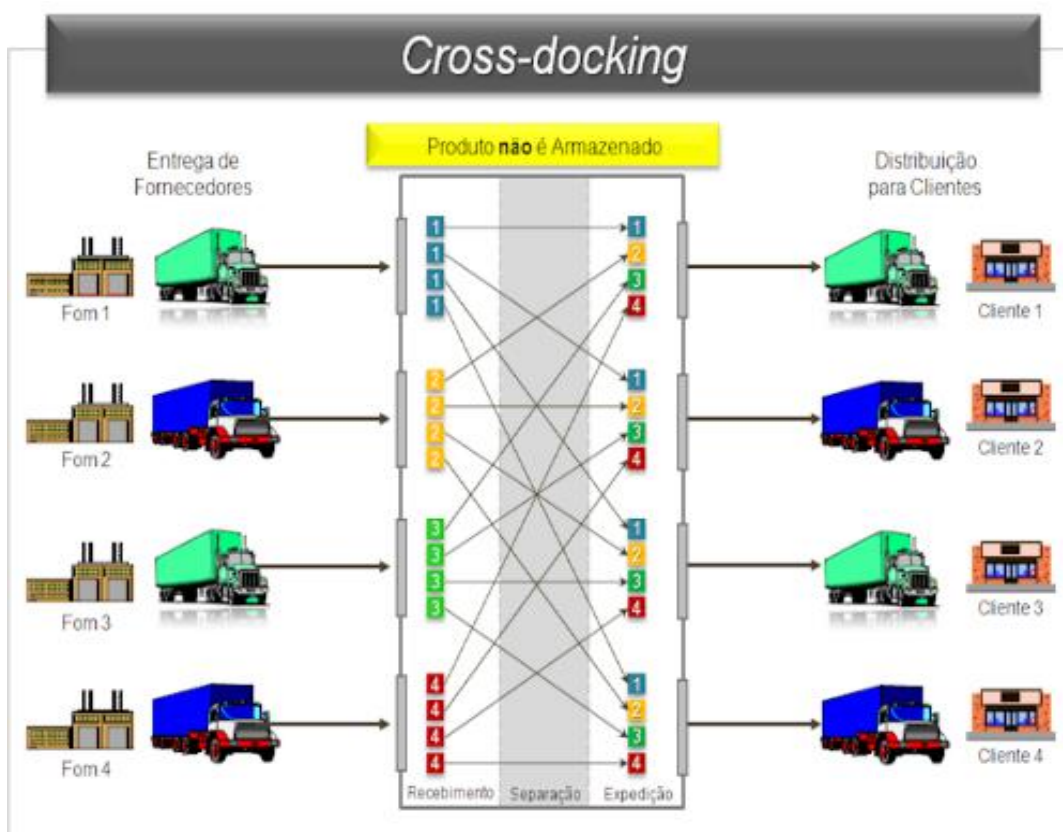 Cross-docking
Produto não é Armazenado
Entrega de
Fornecedores
Distribuição
para Clientes
1
1
1
1
1
2
3
4
Forn 1
Cliente 1
2
2
2
2
1
2
3
4
Forn 2
Cliente 2
3
3
3
3
1
2
3
4
Forn 3
Cliente 3
4
4
4
4
1
2
3
4
Forn 4
Cliente 4
Recebimento
Separação
Expedição